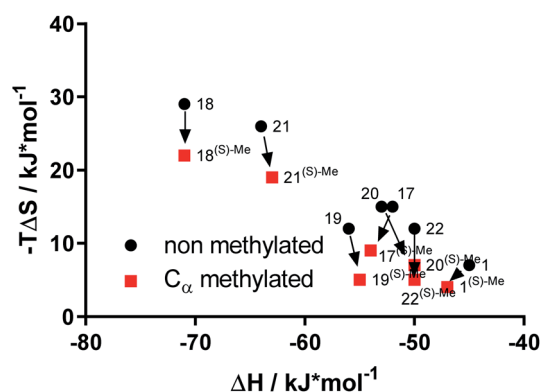 40
30
20
10
0
-TΔS / kJ*mol-1
18
18(S)-Me
21
21(S)-Me
20 17
19
22
17(S)-Me
20(S)-Me 1
19(S)-Me
22(S)-Me
1(S)-Me
non methylated
Cα methylated
-80 -70 -60 -50 -40
ΔH / kJ*mol-1